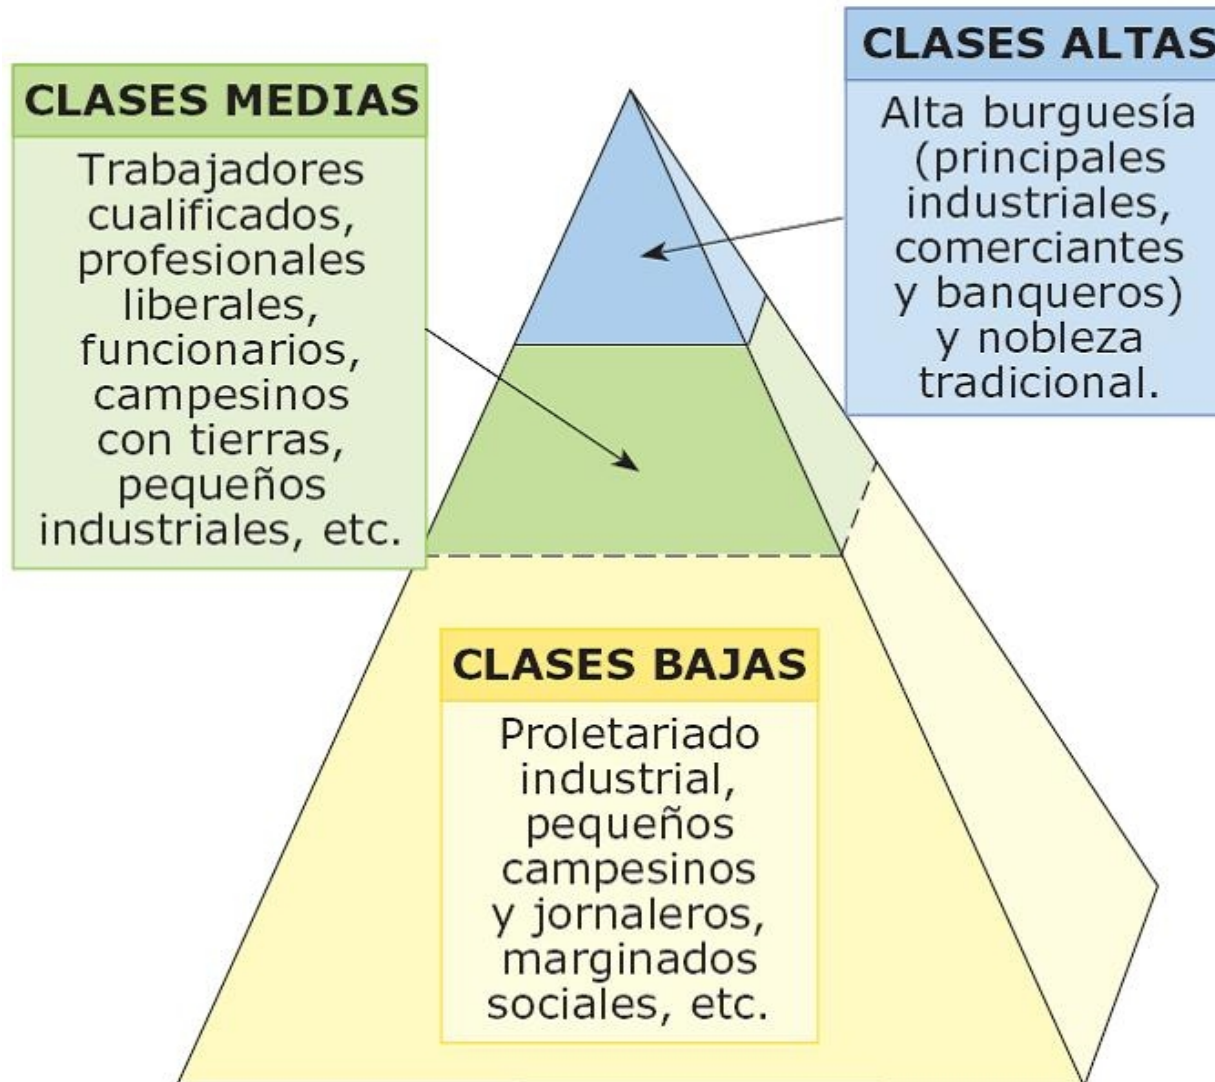 CLASES MEDIAS
Trabajadores
cualificados,
profesionales
liberales,
funcionarios,
campesinos
con tierras,
pequeños
industriales, etc.
CLASES ALTAS
Alta burguesía
(principales
industriales,
comerciantes
y banqueros)
y nobleza
tradicional.
CLASES BAJAS
Proletariado
industrial,
pequeños
campesinos
y jornaleros,
marginados
sociales, etc.